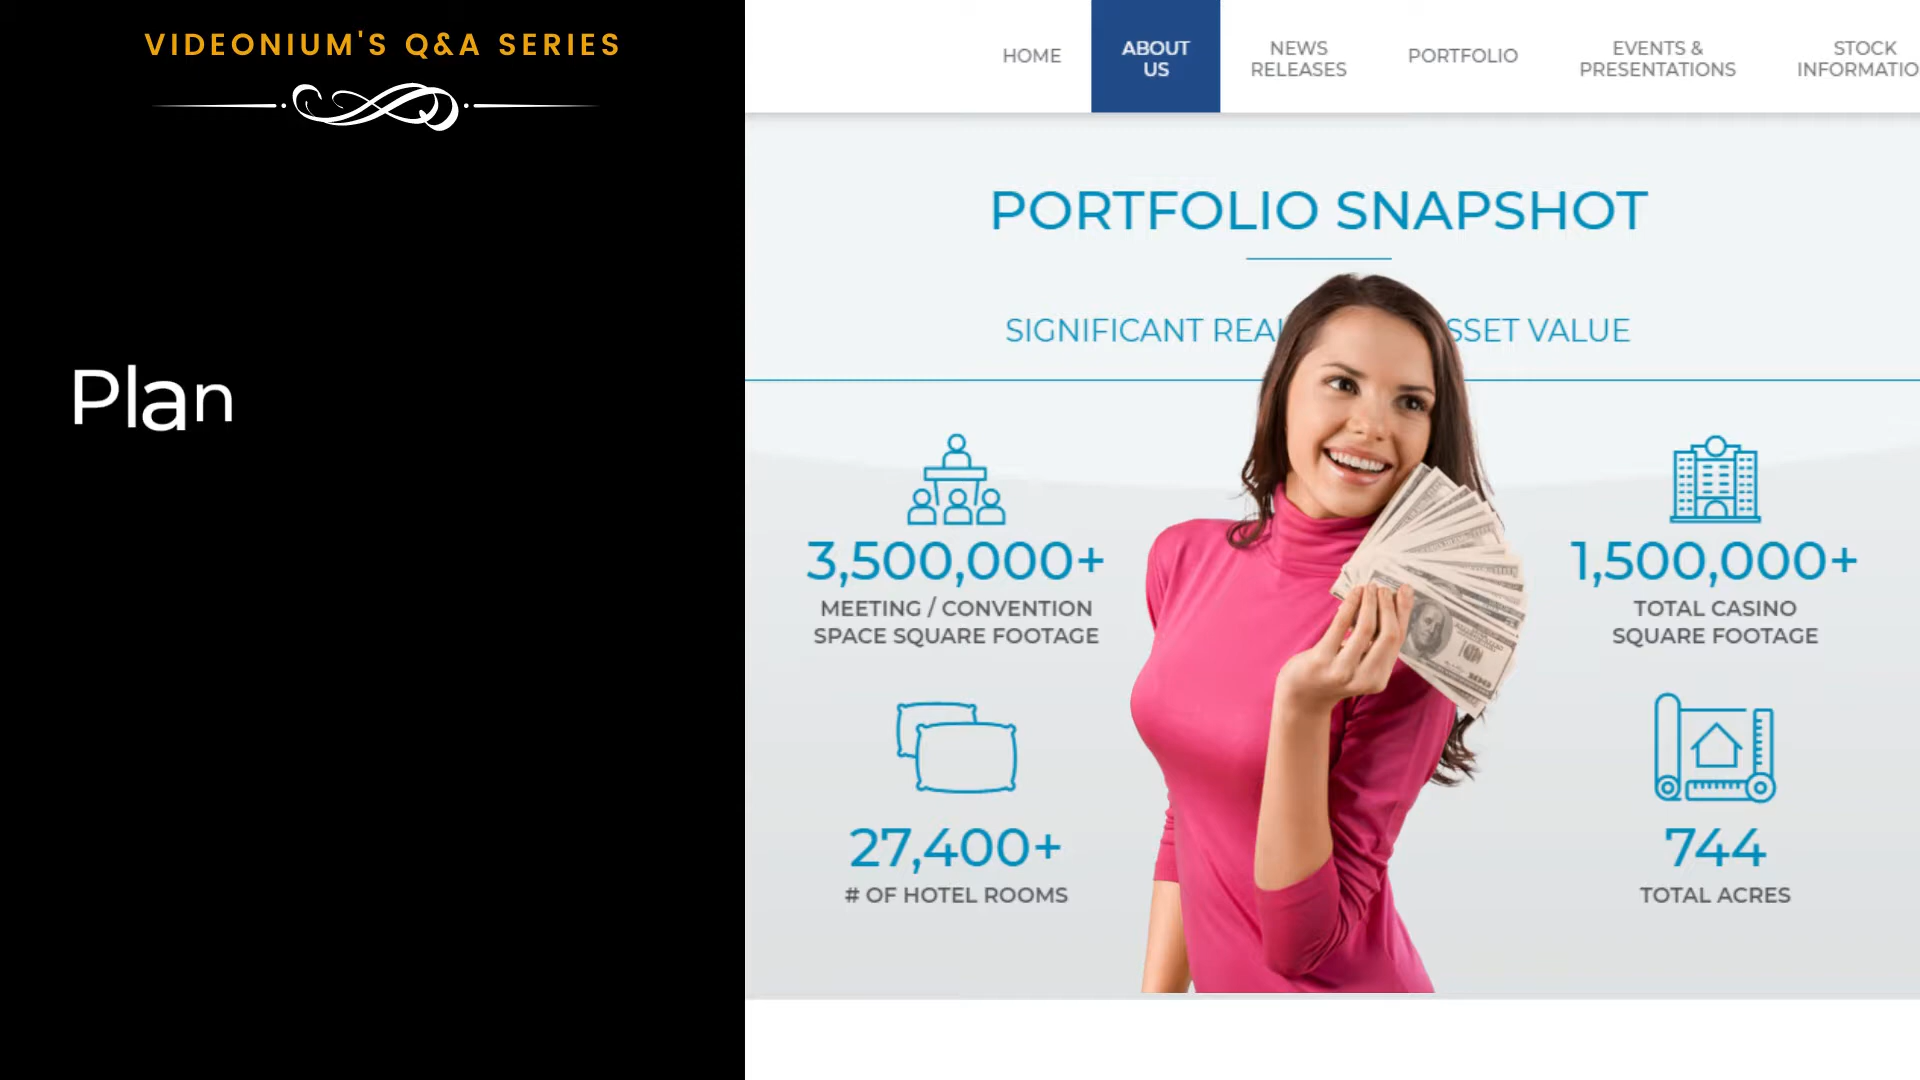 VIDEONIUM'S Q&A SERIES
Plan
HOME
ABOUT
US
NEWS
RELEASES
PORTFOLIO
EVENTS &
PRESENTATIONS
STOCK
INFORMATIO
PORTFOLIO SNAPSHOT
SIGNIFICANT REAL SSET VALUE
3,500,000+
MEETING / CONVENTION
SPACE SQUARE FOOTAGE
1,500,000+
TOTAL CASINO
SQUARE FOOTAGE
27,400+
# OF HOTEL ROOMS
744
TOTAL ACRES
100